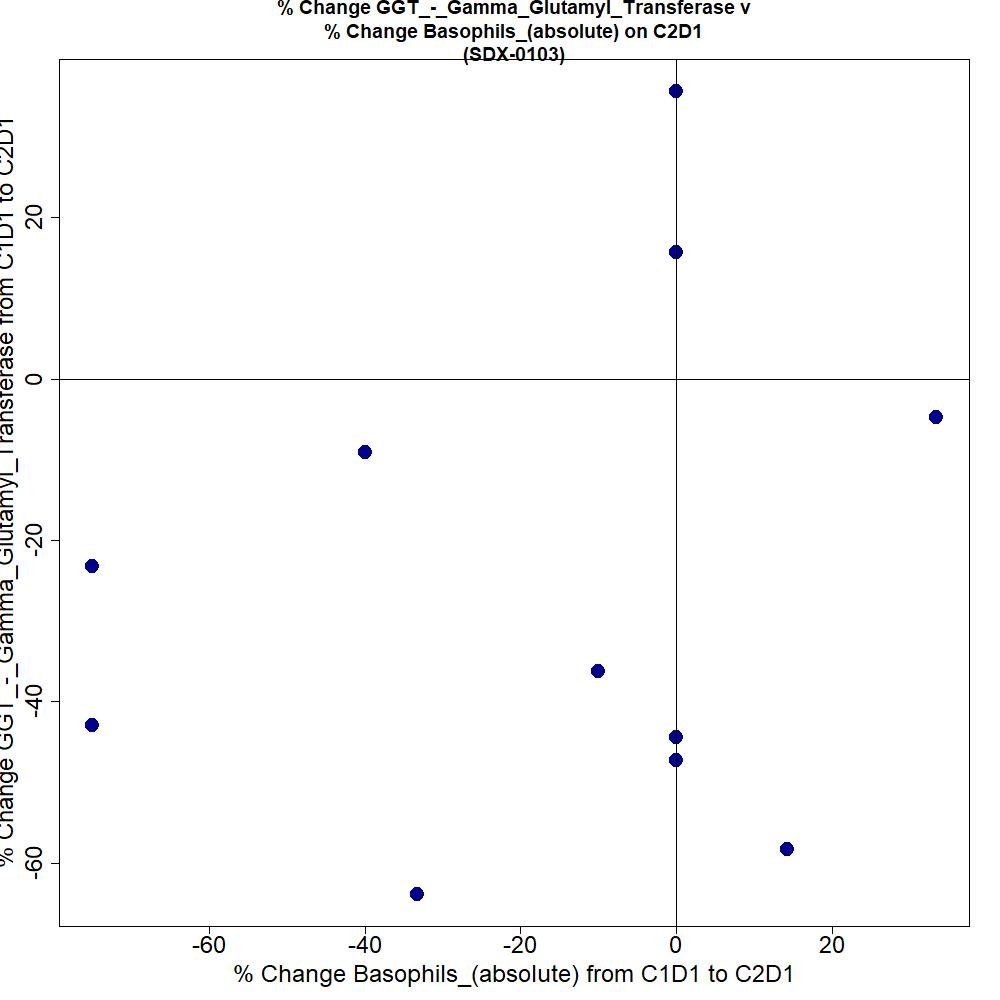 % Change GGT_-_Gamma_Glutamyl_Transferase v
% Change Basophils_(absolute) on C2D1
(SDX-0103)
% Change GGT_-_Gamma_Glutamyl_Transferase from C1D1 to C2D1
20
0
-20
-40
-60
-60
-40
-20
0
20
% Change Basophils_(absolute) from C1D1 to C2D1